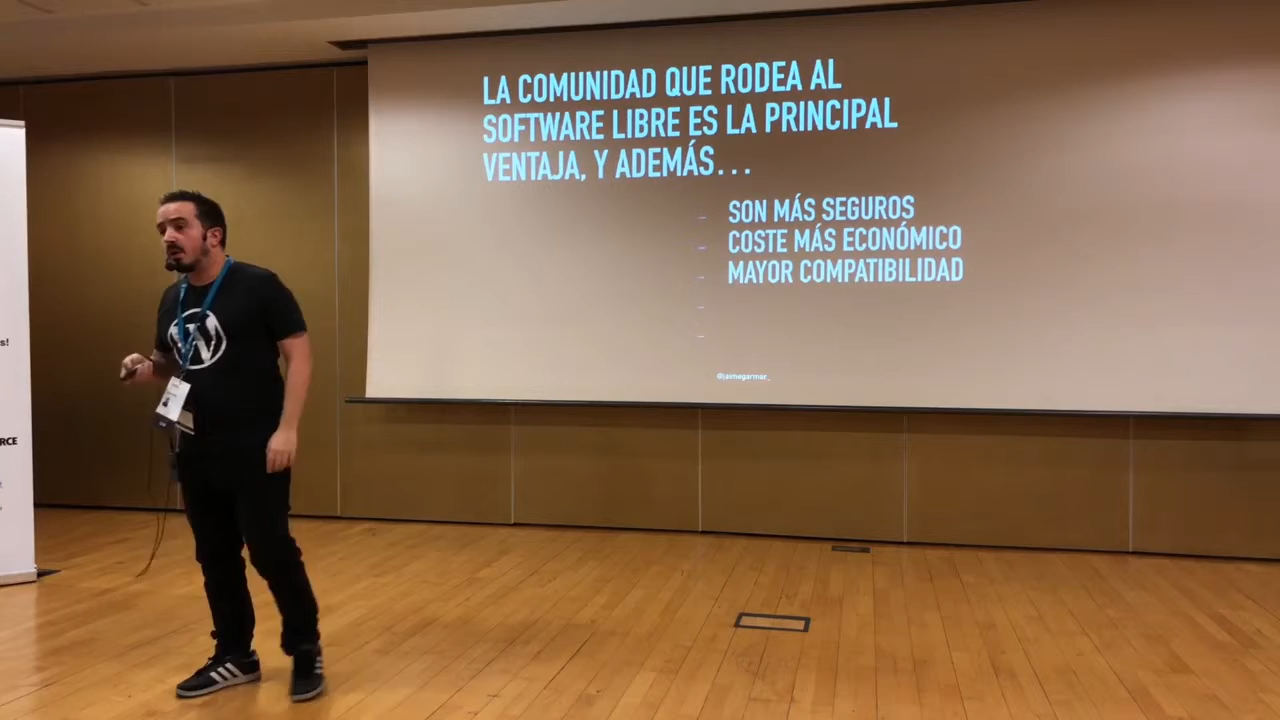 LA COMUNIDAD QUE RODEA AL
SOFTWARE LIBRE ES LA PRINCIPAL
VENTAJA, Y ADEMÁS...
SON MÁS SEGUROS
COSTE MÁS ECONÓMICO
MAYOR COMPATIBILIDAD
@jaimegarmar_
s!
RCE
W